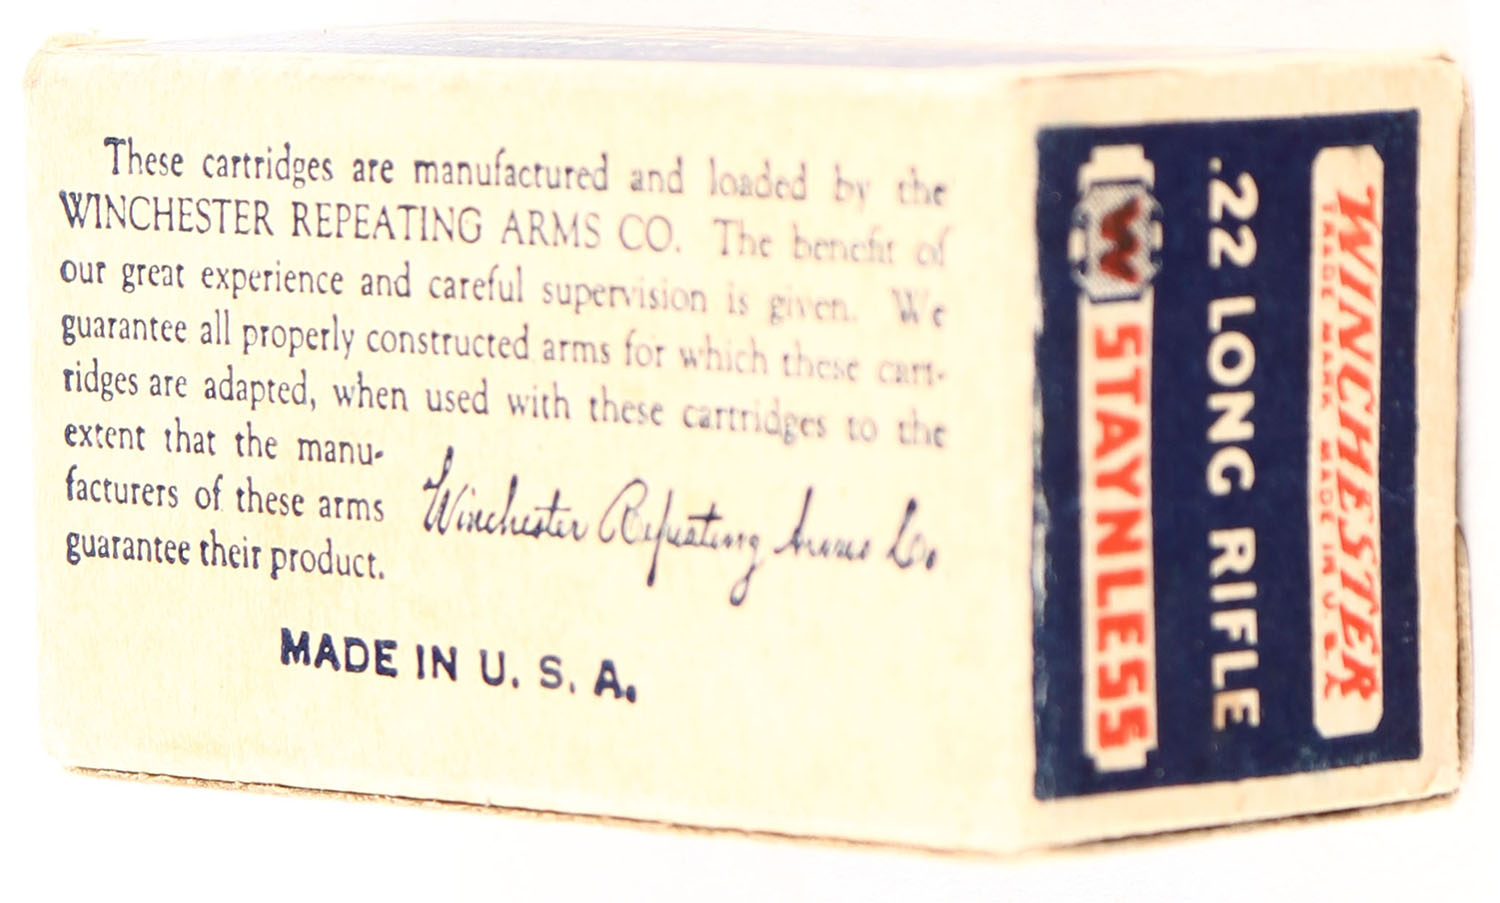 These cartridges are manufactured and loaded by the
WINCHESTER REPEATING ARMS CO. The benefit of
our great experience and careful supervision is given. We
guarantee all properly constructed arms for which these cart-
ridges are adapted, when used with these cartridges to the
extent that the manu-
facturers of these arms
guarantee their product.
Winchester Repeating Arms Co.
MADE IN U. S. A.
WINCHESTER
TRADE MARK MADE IN U.S.A.
.22 LONG RIFLE
W STAYNLESS